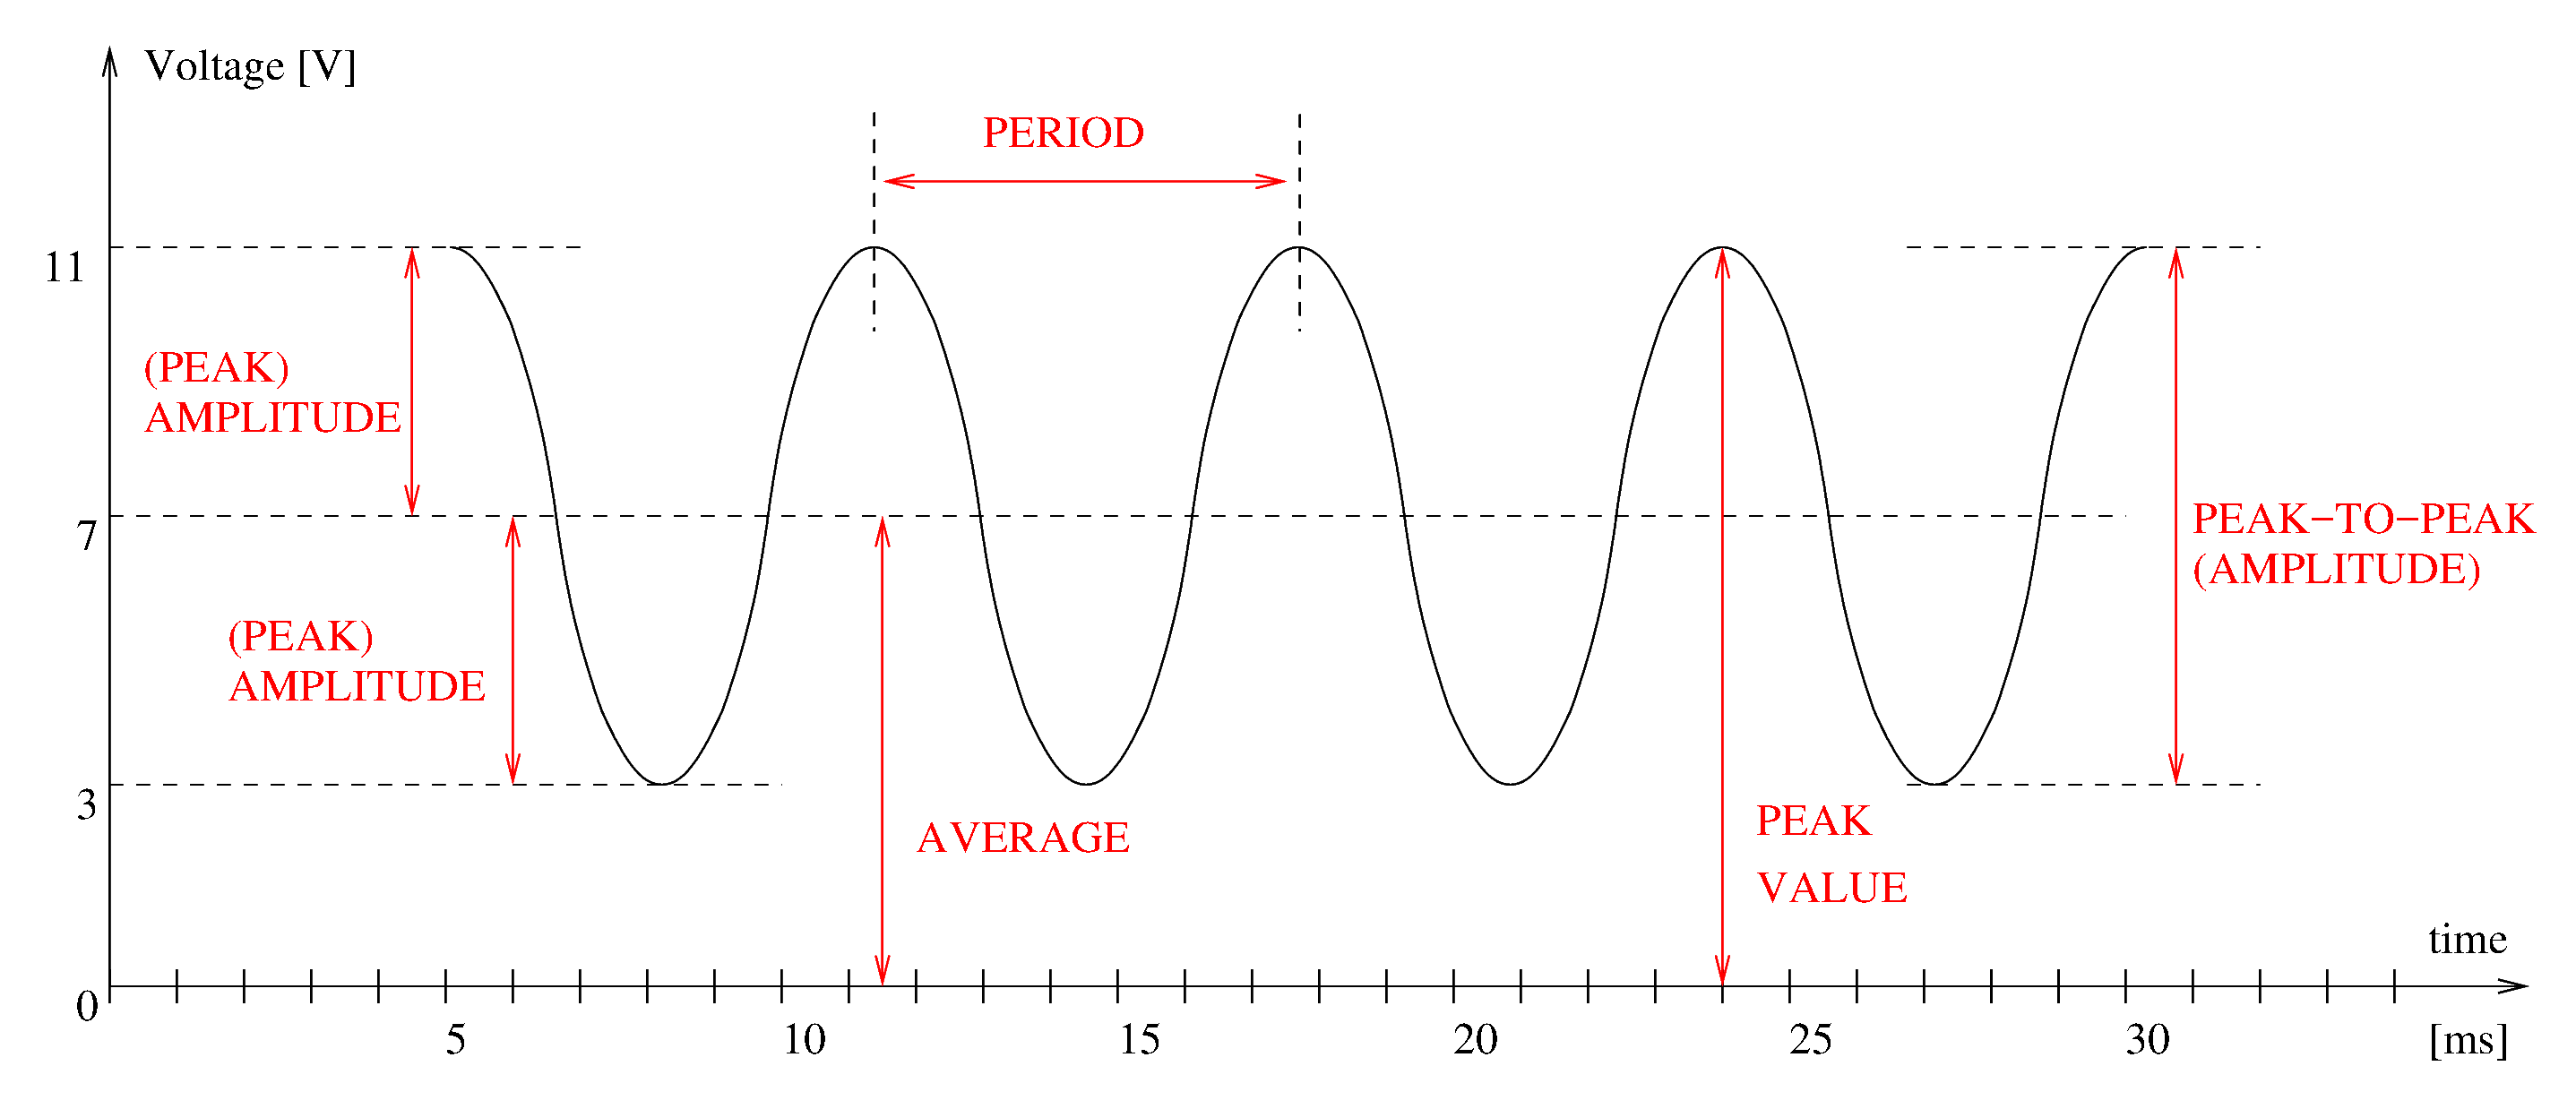 Voltage [V]
PERIOD
11
(PEAK)
AMPLITUDE
7
PEAK−TO−PEAK
(AMPLITUDE)
(PEAK)
AMPLITUDE
3
AVERAGE
PEAK
VALUE
time
0
5
10
15
20
25
30
[ms]